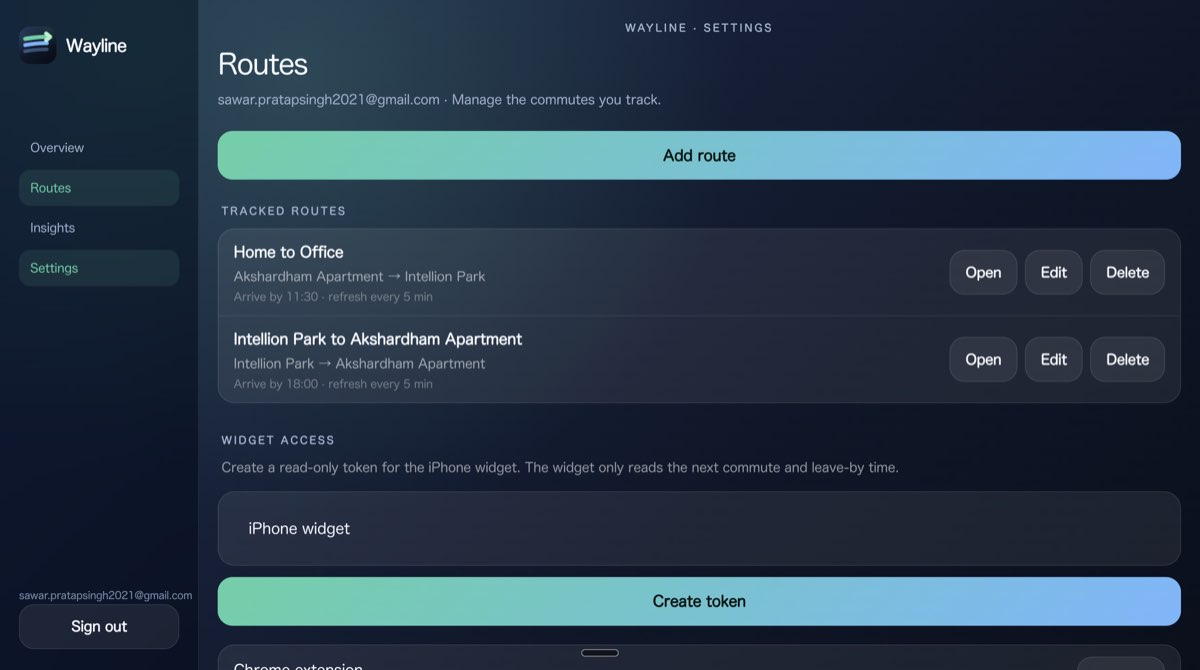 Wayline
Overview
Routes
Insights
Settings
sawar.pratapsingh2021@gmail.com
Sign out
WAYLINE · SETTINGS
Routes
sawar.pratapsingh2021@gmail.com · Manage the commutes you track.
Add route
TRACKED ROUTES
Home to Office
Akshardham Apartment → Intellion Park
Arrive by 11:30 · refresh every 5 min
Open Edit Delete
Intellion Park to Akshardham Apartment
Intellion Park → Akshardham Apartment
Arrive by 18:00 · refresh every 5 min
Open Edit Delete
WIDGET ACCESS
Create a read-only token for the iPhone widget. The widget only reads the next commute and leave-by time.
iPhone widget
Create token
Chrome extension